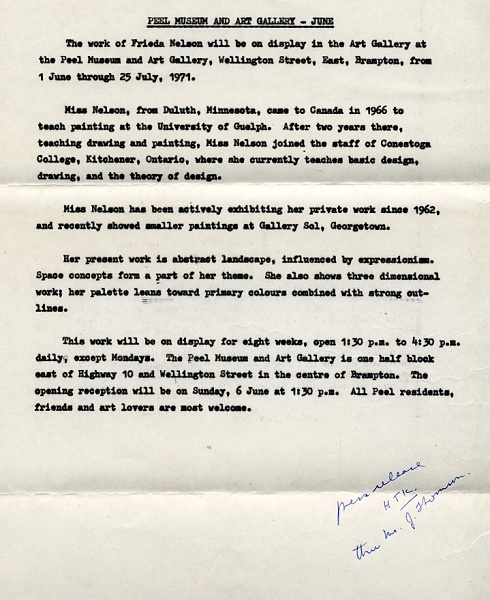 PEEL MUSEUM AND ART GALLERY - JUNE
The work of Frieda Nelson will be on display in the Art Gallery at
the Peel Museum and Art Gallery, Wellington Street, East, Brampton, from
1 June through 25 July, 1971.
Miss Nelson, from Duluth, Minnesota, came to Canada in 1966 to
teach painting at the University of Guelph. After two years there,
teaching drawing and painting, Miss Nelson joined the staff of Conestoga
College, Kitchener, Ontario, where she currently teaches basic design,
drawing, and the theory of design.
Miss Nelson has been actively exhibiting her private work since 1962,
and recently showed smaller paintings at Gallery Sol, Georgetown.
Her present work is abstract landscape, influenced by expressionism.
Space concepts form a part of her theme. She also shows three dimensional
work; her palette leans toward primary colours combined with strong out-
lines.
This work will be on display for eight weeks, open 1:30 p.m. to 4:30 p.m.
daily, except Mondays. The Peel Museum and Art Gallery is one half block
east of Highway 10 and Wellington Street in the centre of Brampton. The
opening reception will be on Sunday, 6 June at 1:30 p.m. All Peel residents,
friends and art lovers are most welcome.
press release
HTK.
thru Mr. J. Thomson.